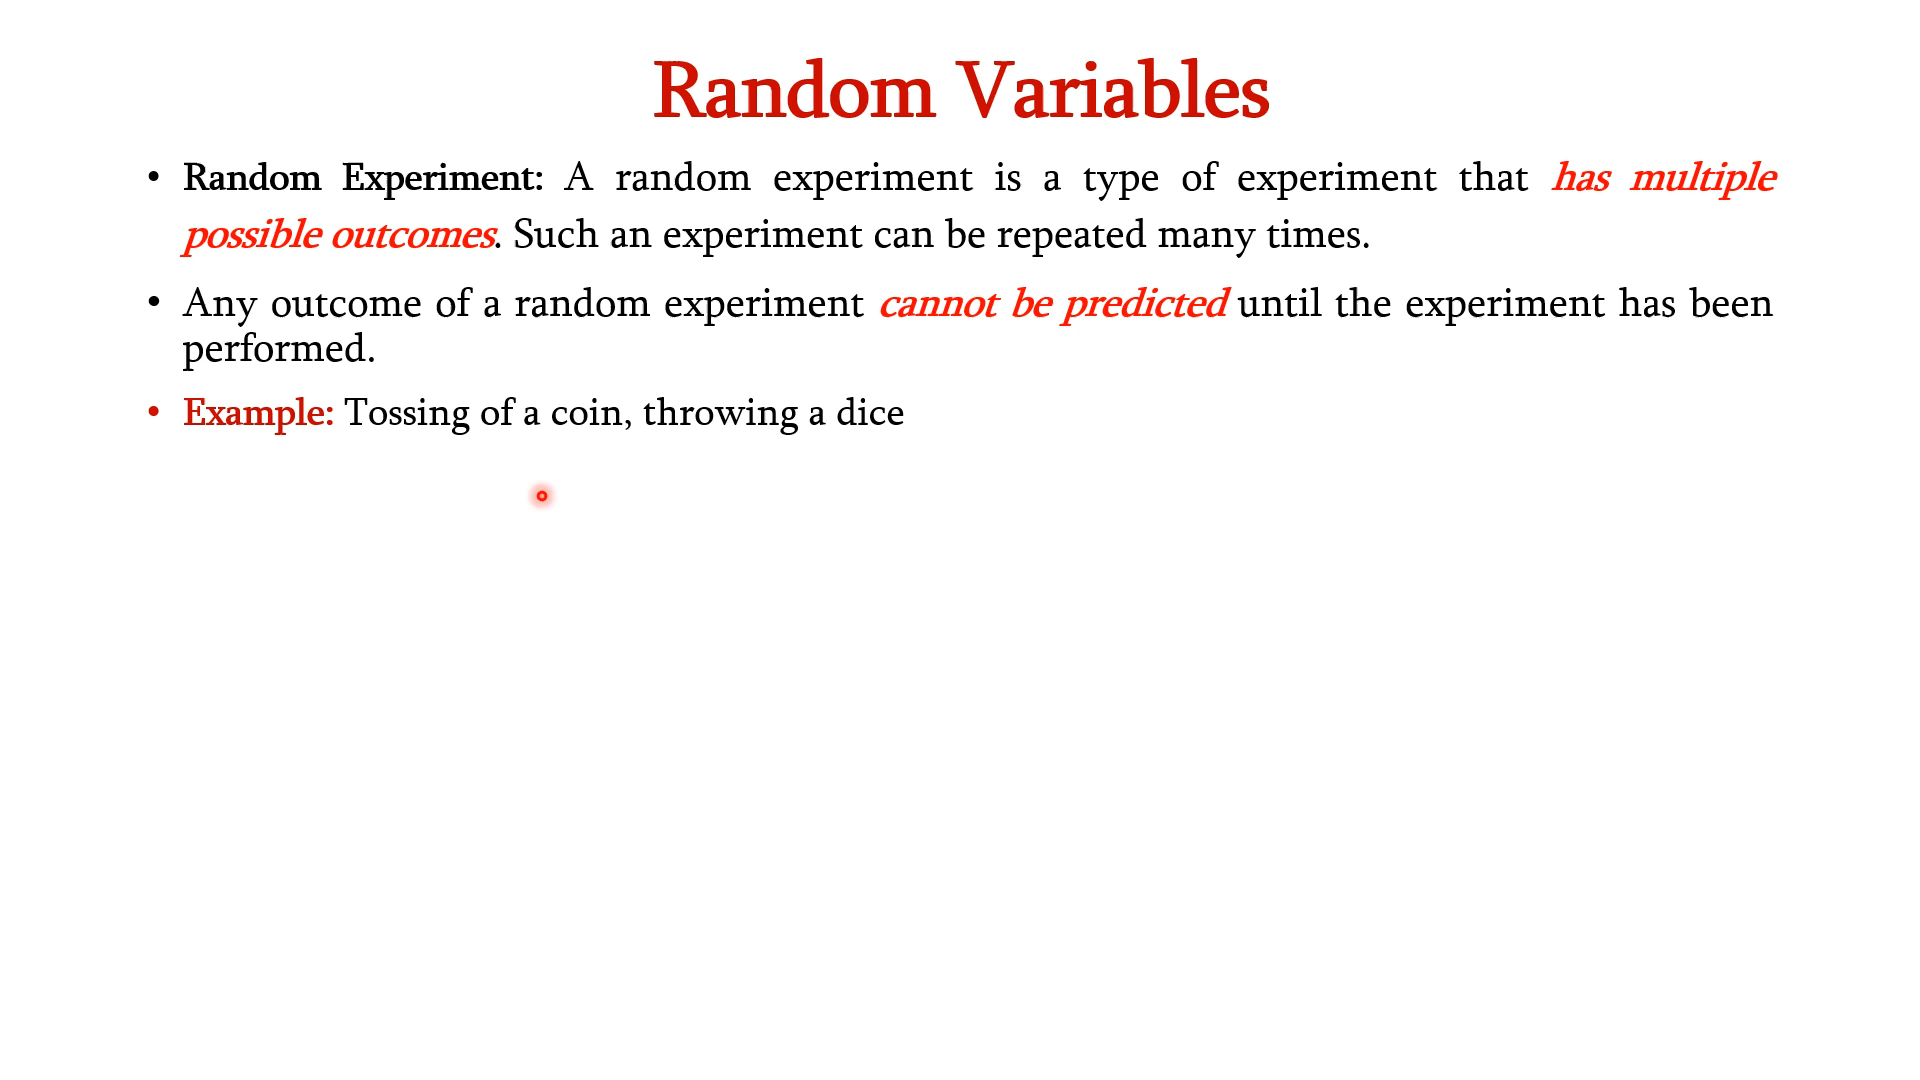 Random Variables
• Random Experiment: A random experiment is a type of experiment that has multiple
possible outcomes. Such an experiment can be repeated many times.
• Any outcome of a random experiment cannot be predicted until the experiment has been
performed.
• Example: Tossing of a coin, throwing a dice